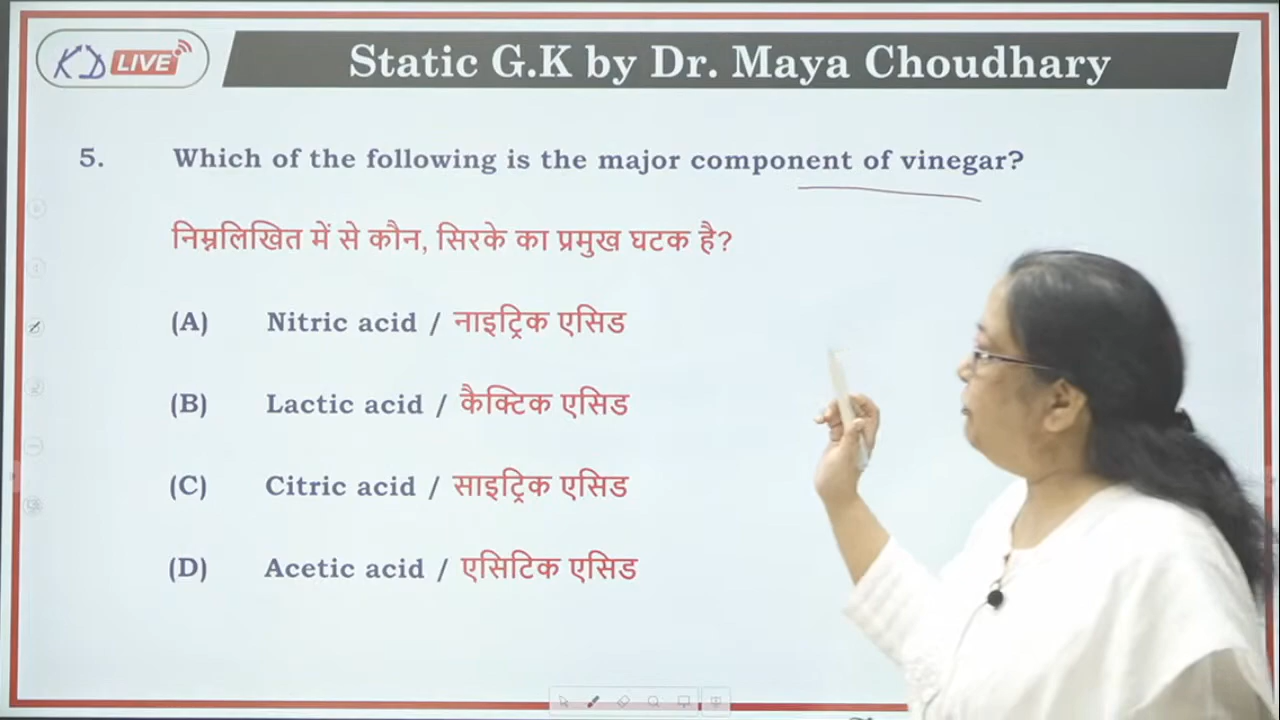 KD LIVE
Static G.K by Dr. Maya Choudhary
5. Which of the following is the major component of vinegar?
निम्नलिखित में से कौन, सिरके का प्रमुख घटक है?
(A) Nitric acid / नाइट्रिक एसिड
(B) Lactic acid / कैक्टिक एसिड
(C) Citric acid / साइट्रिक एसिड
(D) Acetic acid / एसिटिक एसिड